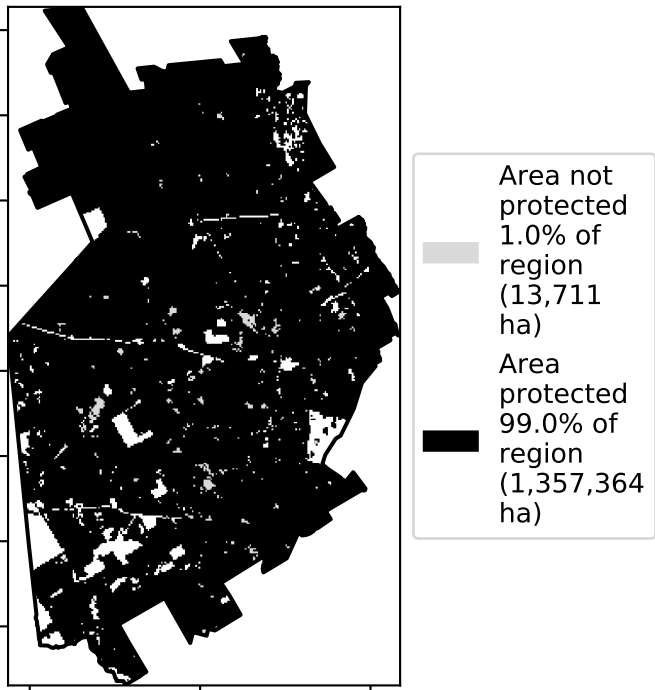 Area not
protected
1.0% of
region
(13,711
ha)
Area
protected
99.0% of
region
(1,357,364
ha)